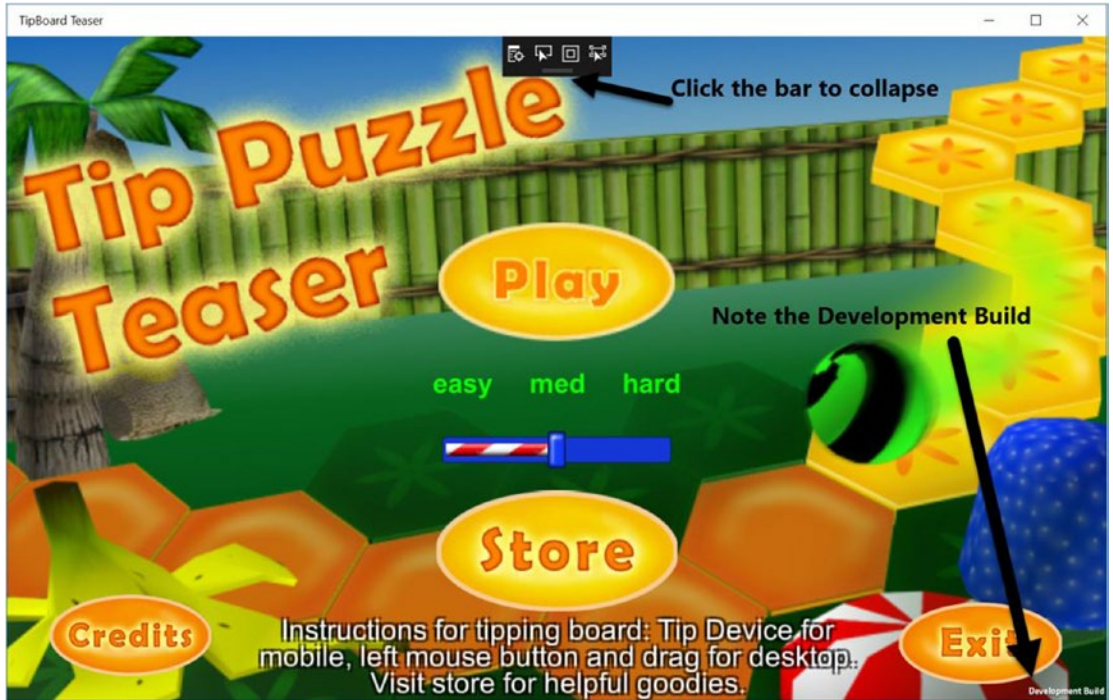 TipBoard Teaser
Click the bar to collapse
Tip Puzzle
Teaser
Play
Note the Development Build
easy med hard
Store
Credits
Instructions for tipping board: Tip Device for
mobile, left mouse button and drag for desktop.
Visit store for helpful goodies.
Exit
Development Build